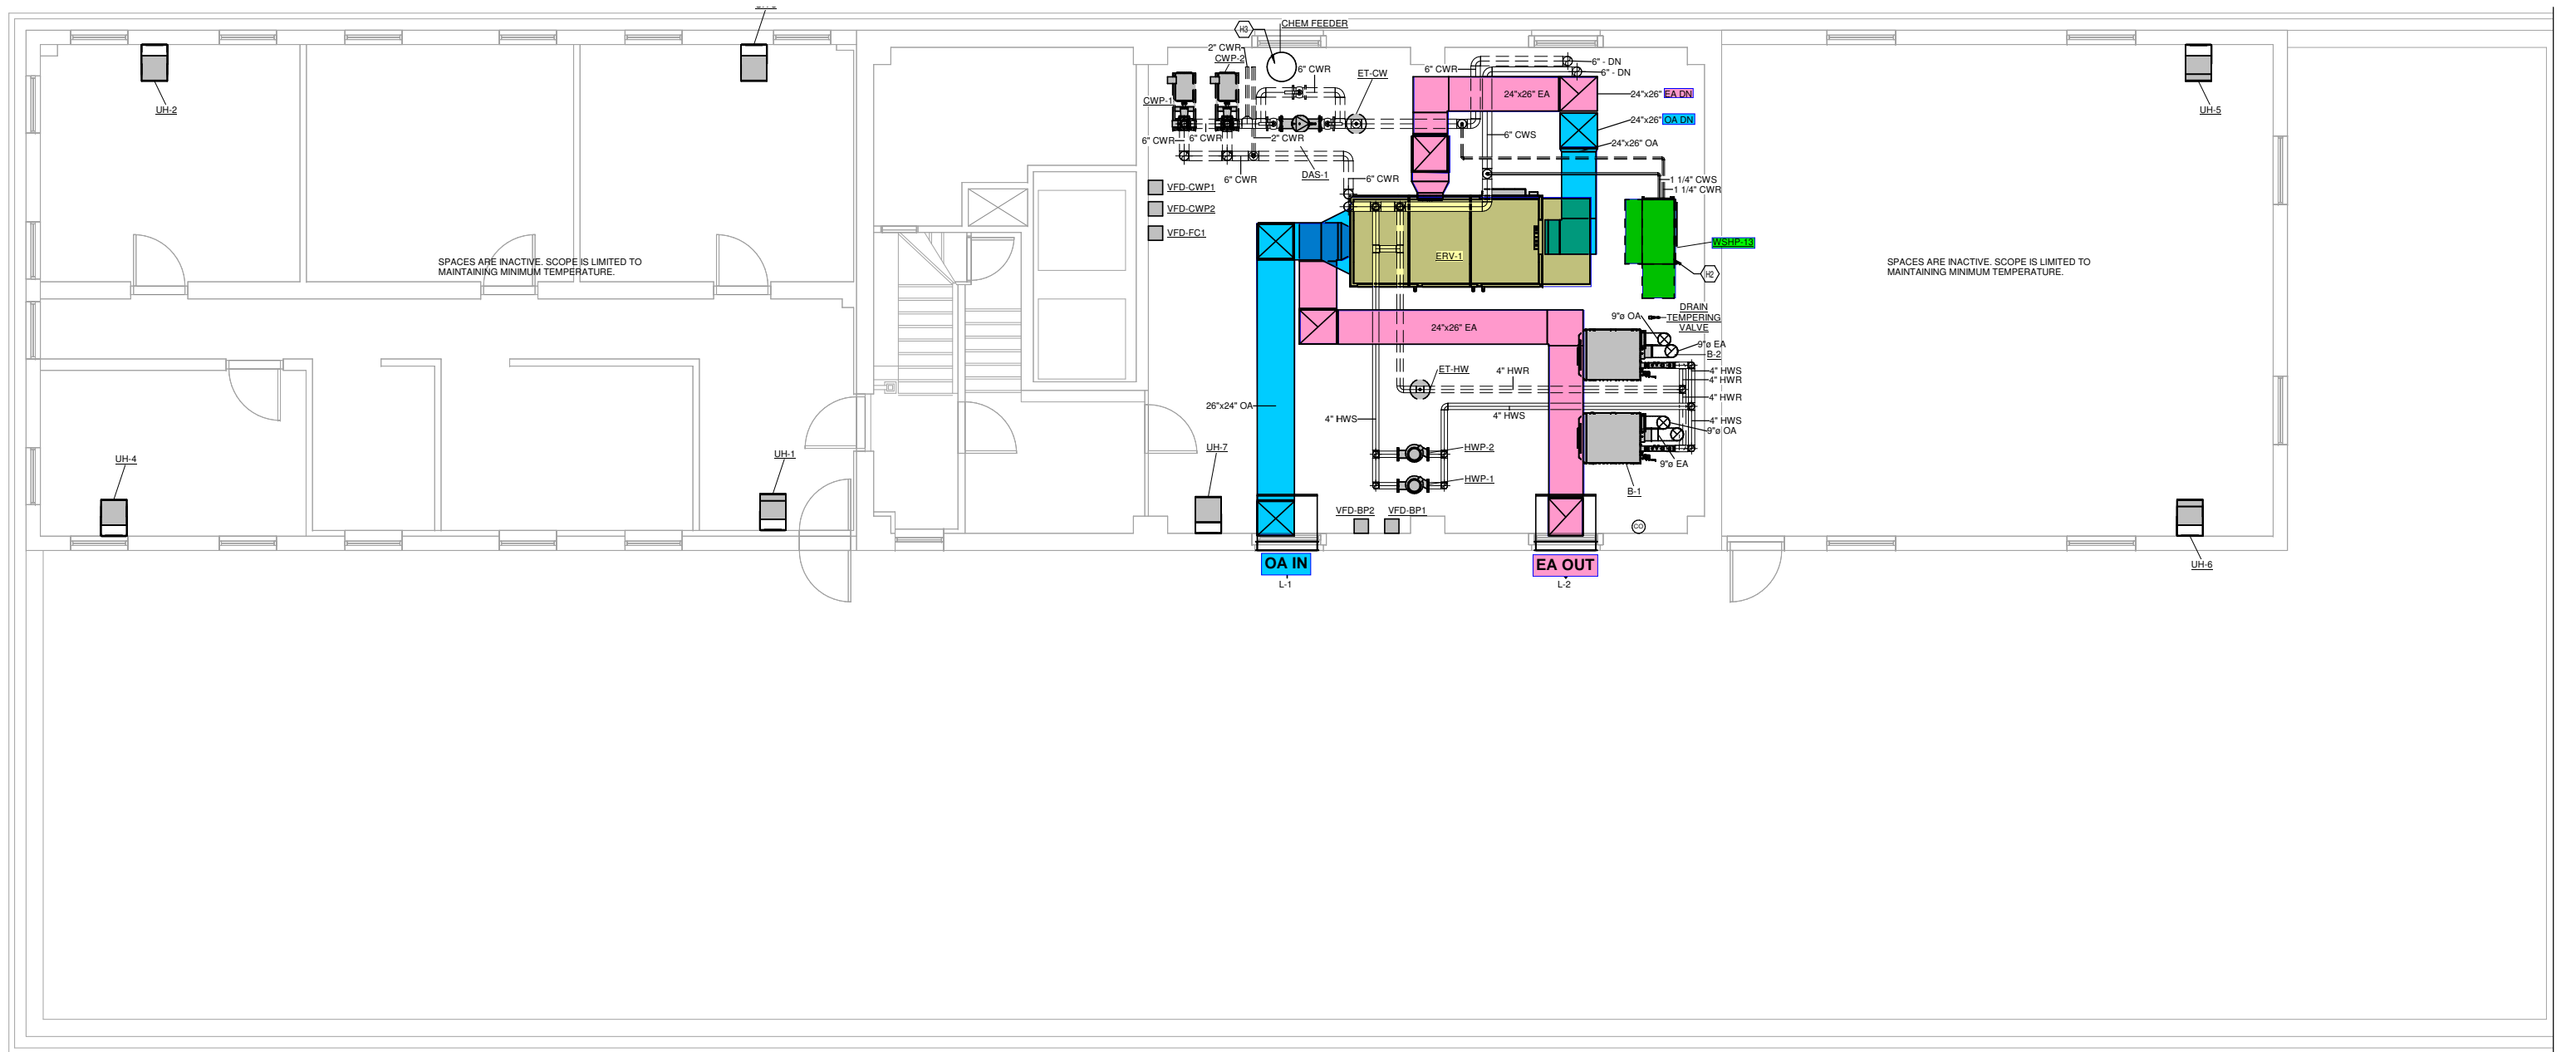 H3
CHEM FEEDER
2" CWR
CWP-2
6" CWR
ET-CW
6" CWR
6" - DN
6" - DN
UH-2
CWP-1
24"x26" EA
24"x26" EA DN
UH-5
24"x26" OA DN
6" CWR
6" CWR
2" CWR
6" CWS
24"x26" OA
DAS-1
6" CWR
6" CWR
1 1/4" CWS
1 1/4" CWR
VFD-CWP1
VFD-CWP2
VFD-FC1
WSHP-13
ERV-1
H2
SPACES ARE INACTIVE. SCOPE IS LIMITED TO
MAINTAINING MINIMUM TEMPERATURE.
SPACES ARE INACTIVE. SCOPE IS LIMITED TO
MAINTAINING MINIMUM TEMPERATURE.
DRAIN
TEMPERING
VALVE
9"ø OA
24"x26" EA
9"ø EA
B-2
ET-HW
4" HWR
4" HWS
4" HWR
4" HWR
26"x24" OA
4" HWS
4" HWS
4" HWS
9"ø OA
UH-7
HWP-2
9"ø EA
UH-4
UH-1
HWP-1
B-1
VFD-BP2
VFD-BP1
CO
OA IN
L-1
EA OUT
L-2
UH-6